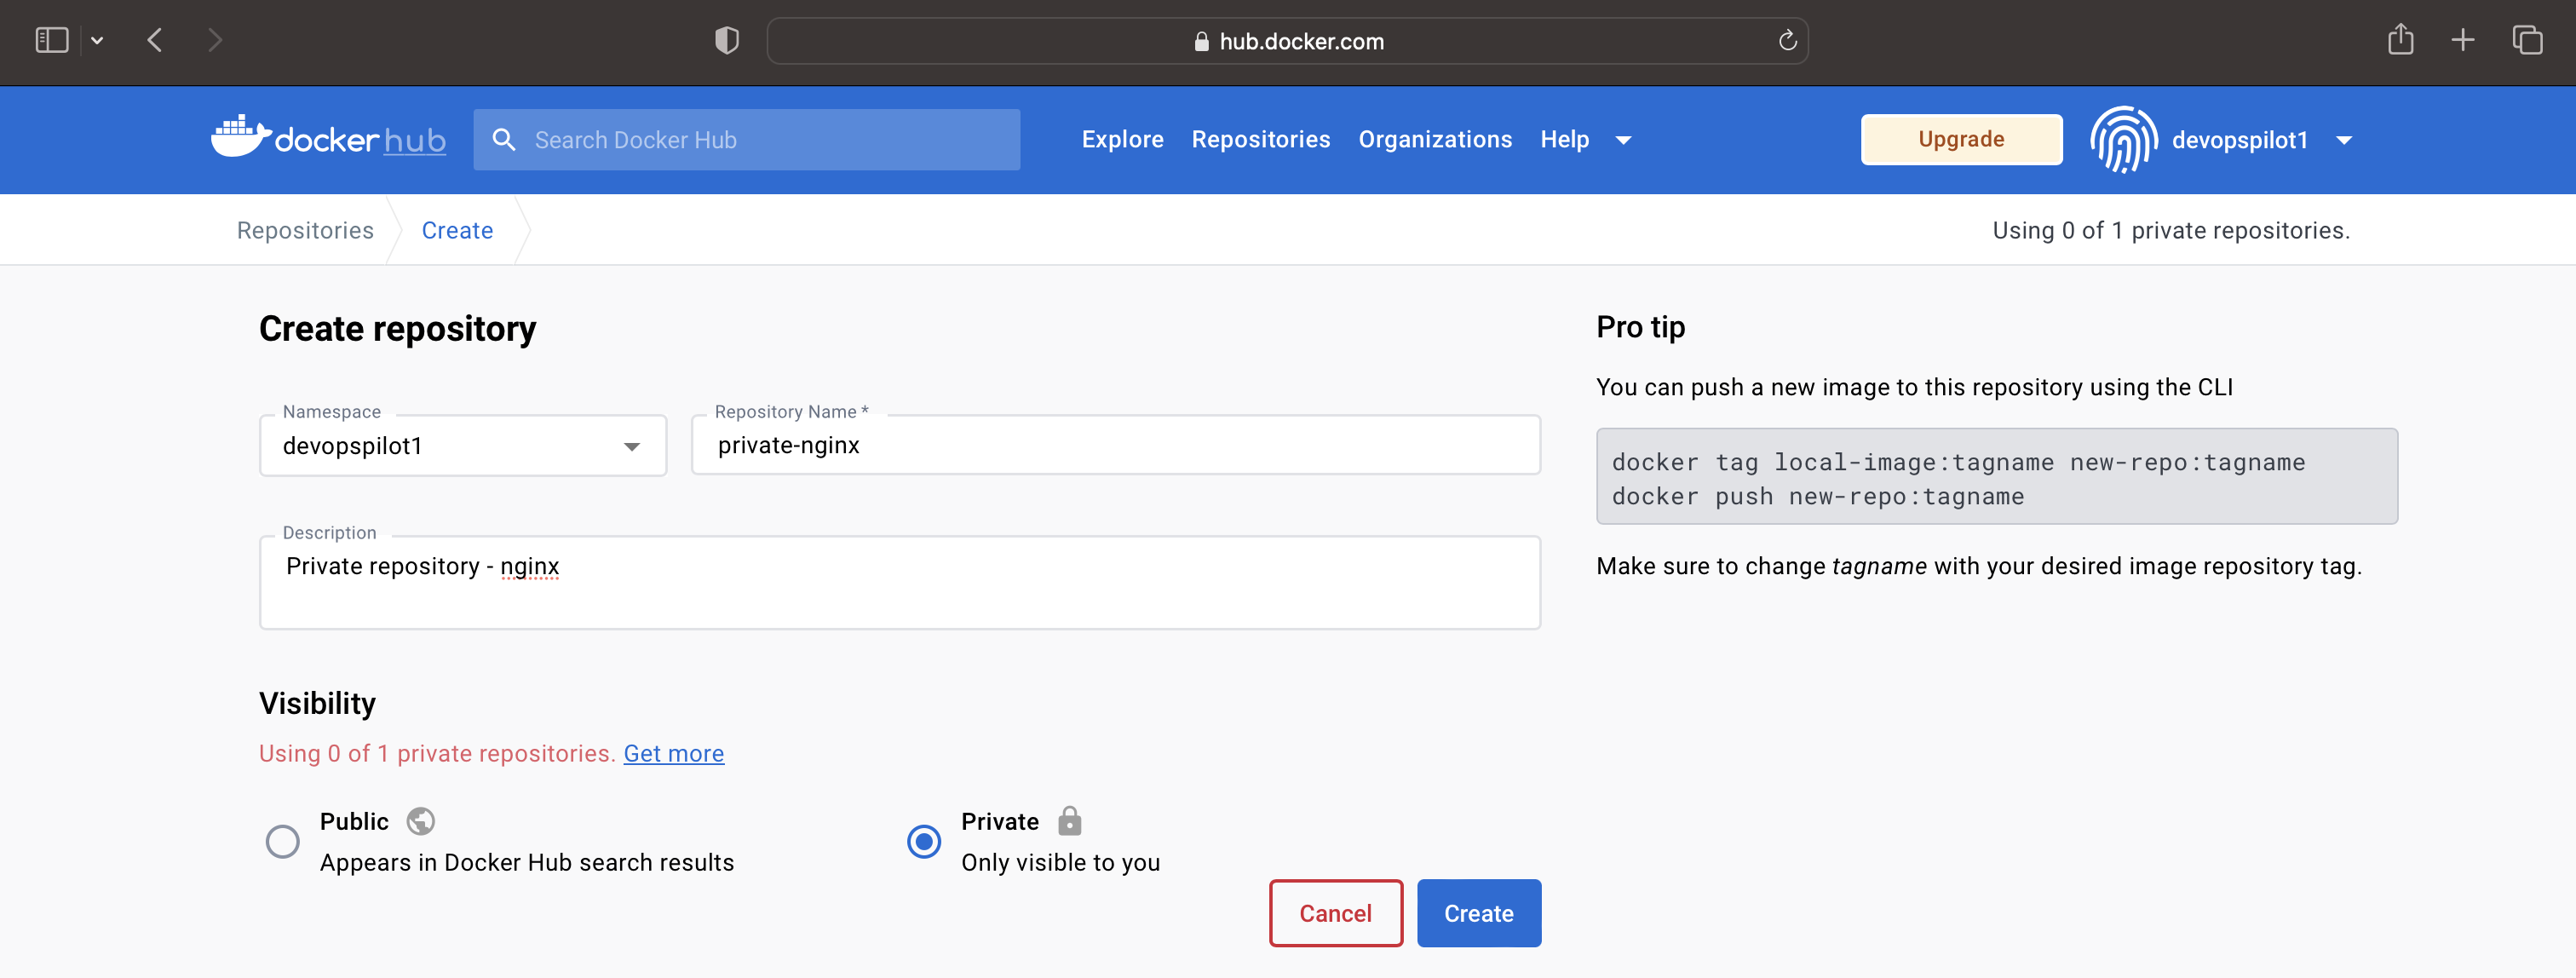 hub.docker.com
docker hub
Search Docker Hub
Explore Repositories Organizations Help
Upgrade
devopspilot1
Repositories Create
Using 0 of 1 private repositories.
Create repository
Namespace
devopspilot1
Repository Name *
private-nginx
Description
Private repository - nginx
Visibility
Using 0 of 1 private repositories. Get more
Public
Appears in Docker Hub search results
Private
Only visible to you
Cancel
Create
Pro tip
You can push a new image to this repository using the CLI
docker tag local-image:tagname new-repo:tagname
docker push new-repo:tagname
Make sure to change tagname with your desired image repository tag.